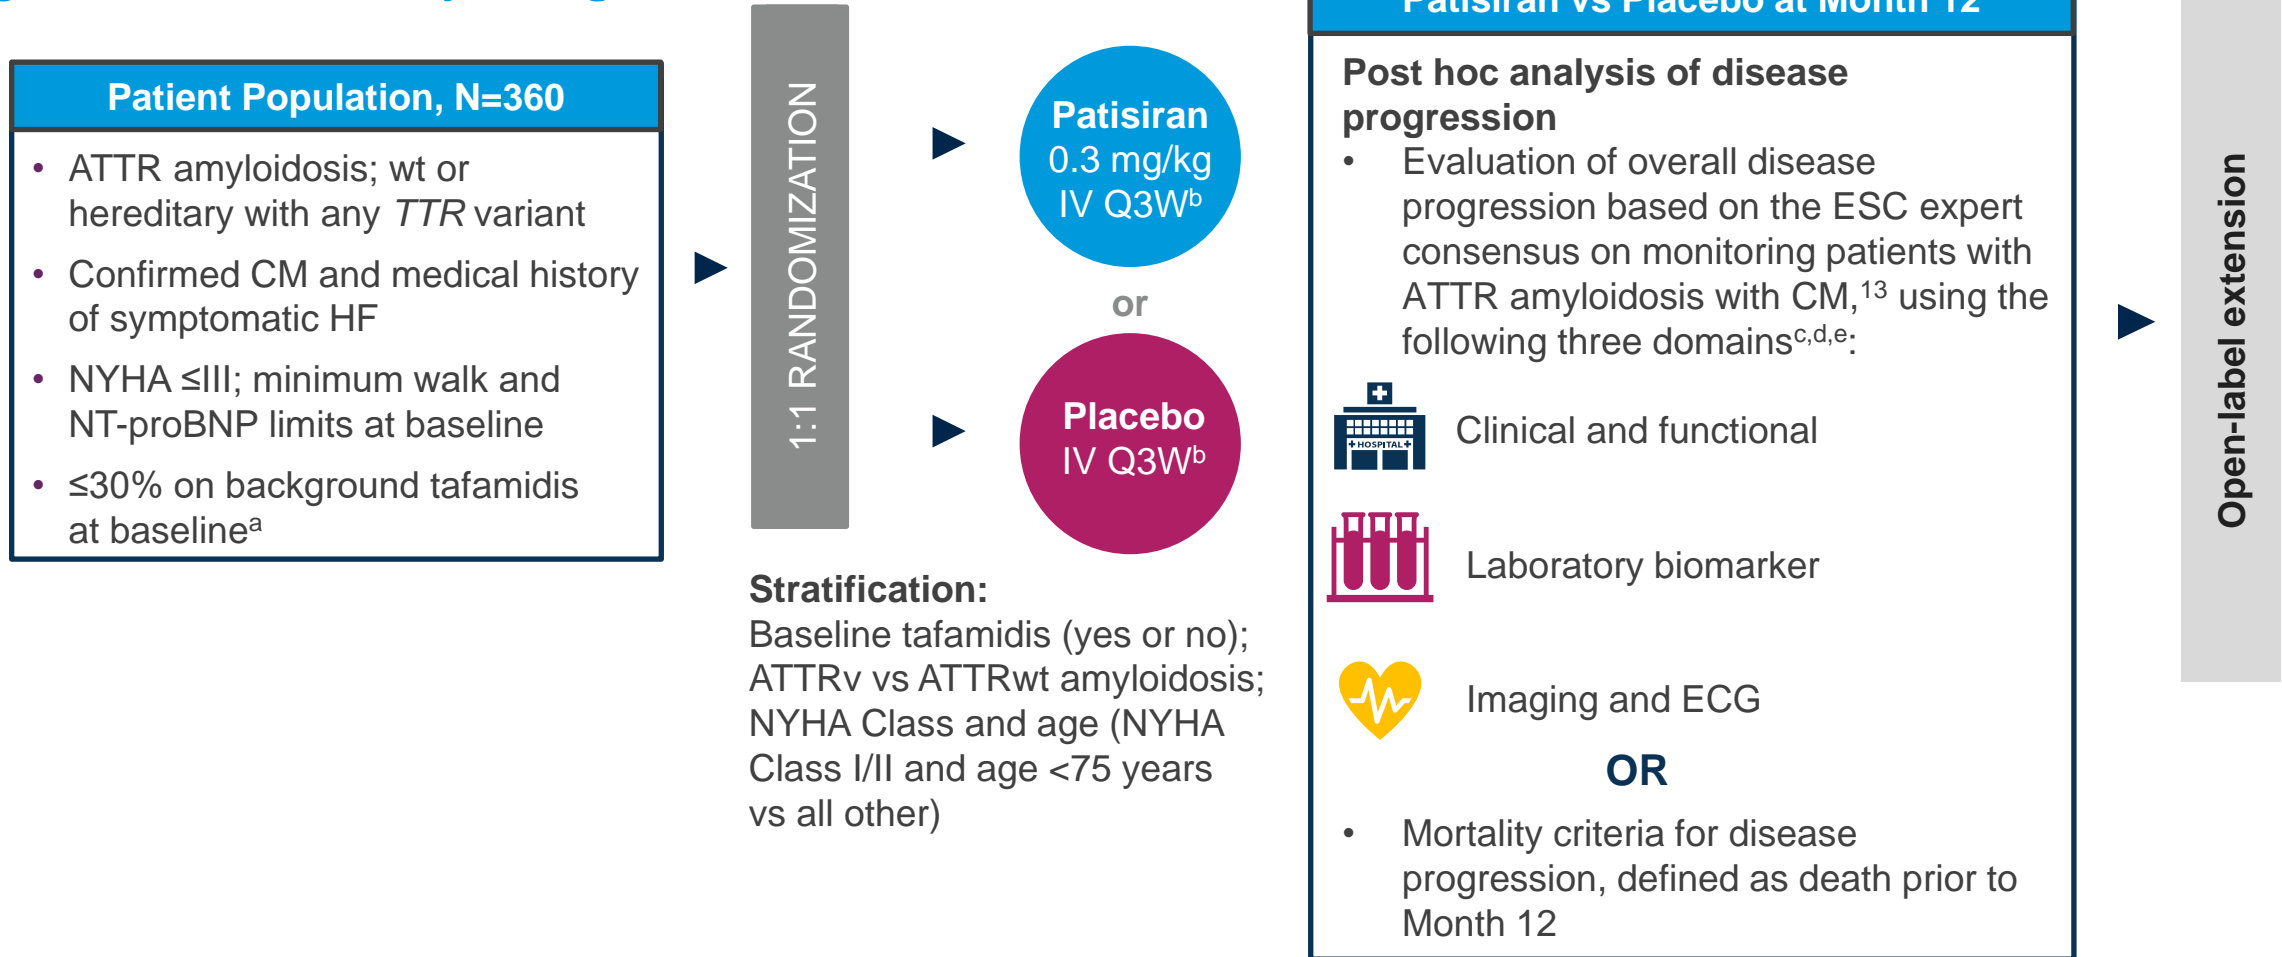 Patient Population, N=360
• ATTR amyloidosis; wt or
hereditary with any TTR variant
• Confirmed CM and medical history
of symptomatic HF
• NYHA ≤III; minimum walk and
NT-proBNP limits at baseline
• ≤30% on background tafamidis
at baselineᵃ
1:1 RANDOMIZATION
Patisiran
0.3 mg/kg
IV Q3Wᵇ
or
Placebo
IV Q3Wᵇ
Stratification:
Baseline tafamidis (yes or no);
ATTRv vs ATTRwt amyloidosis;
NYHA Class and age (NYHA
Class I/II and age <75 years
vs all other)
Patisiran vs Placebo at Month 12
Post hoc analysis of disease
progression
• Evaluation of overall disease
progression based on the ESC expert
consensus on monitoring patients with
ATTR amyloidosis with CM,¹³ using the
following three domainsᶜ,ᵈ,ᵉ:
HOSPITAL
Clinical and functional
Laboratory biomarker
Imaging and ECG
OR
• Mortality criteria for disease
progression, defined as death prior to
Month 12
Open-label extension